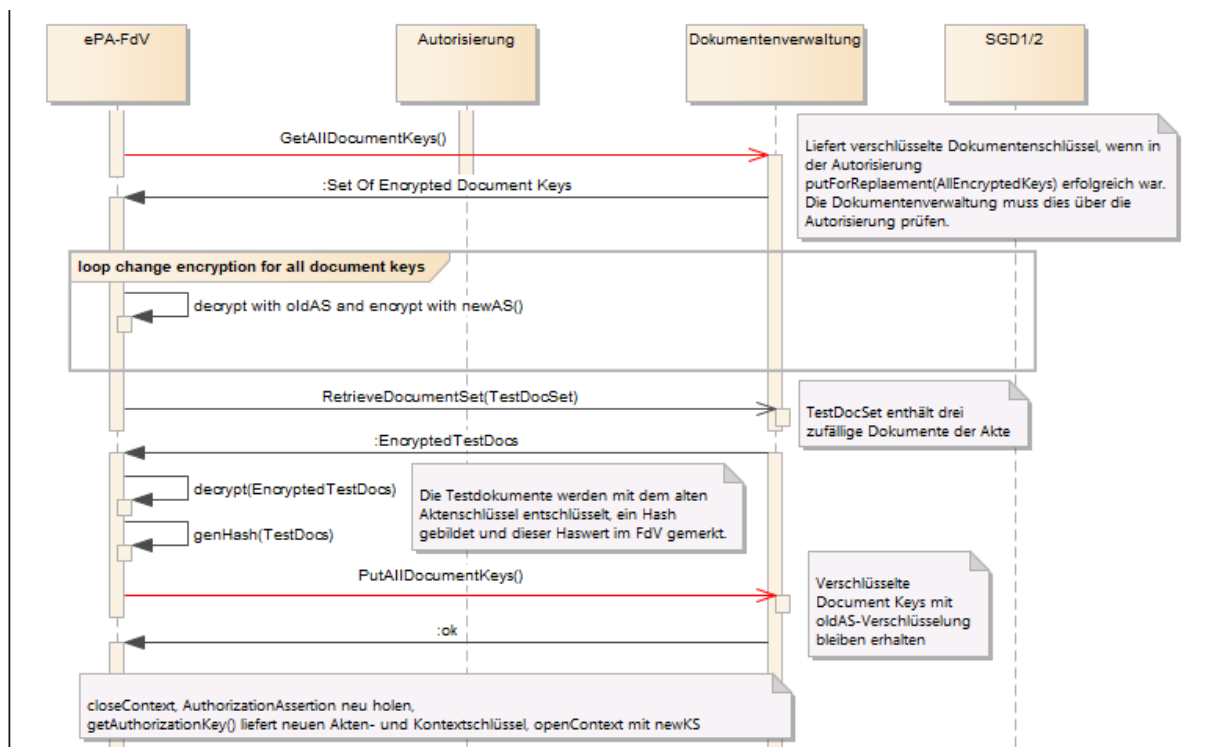 ePA-FdV
Autorisierung
Dokumentenverwaltung
SGD1/2
GetAllDocumentKeys()
Liefert verschlüsselte Dokumentenschlüssel, wenn in
der Autorisierung
putForReplaement(AllEncryptedKeys) erfolgreich war.
Die Dokumentenverwaltung muss dies über die
Autorisierung prüfen.
:Set Of Encrypted Document Keys
loop change encryption for all document keys
decrypt with oldAS and encrypt with newAS()
RetrieveDocumentSet(TestDocSet)
TestDocSet enthält drei
zufällige Dokumente der Akte
:EncryptedTestDocs
decrypt(EncryptedTestDocs)
Die Testdokumente werden mit dem alten
Aktenschlüssel entschlüsselt, ein Hash
gebildet und dieser Haswert im FdV gemerkt.
genHash(TestDocs)
PutAllDocumentKeys()
Verschlüsselte
Document Keys mit
oldAS-Verschlüsselung
bleiben erhalten
:ok
closeContext, AuthorizationAssertion neu holen,
getAuthorizationKey() liefert neuen Akten- und Kontextschlüssel, openContext mit newKS